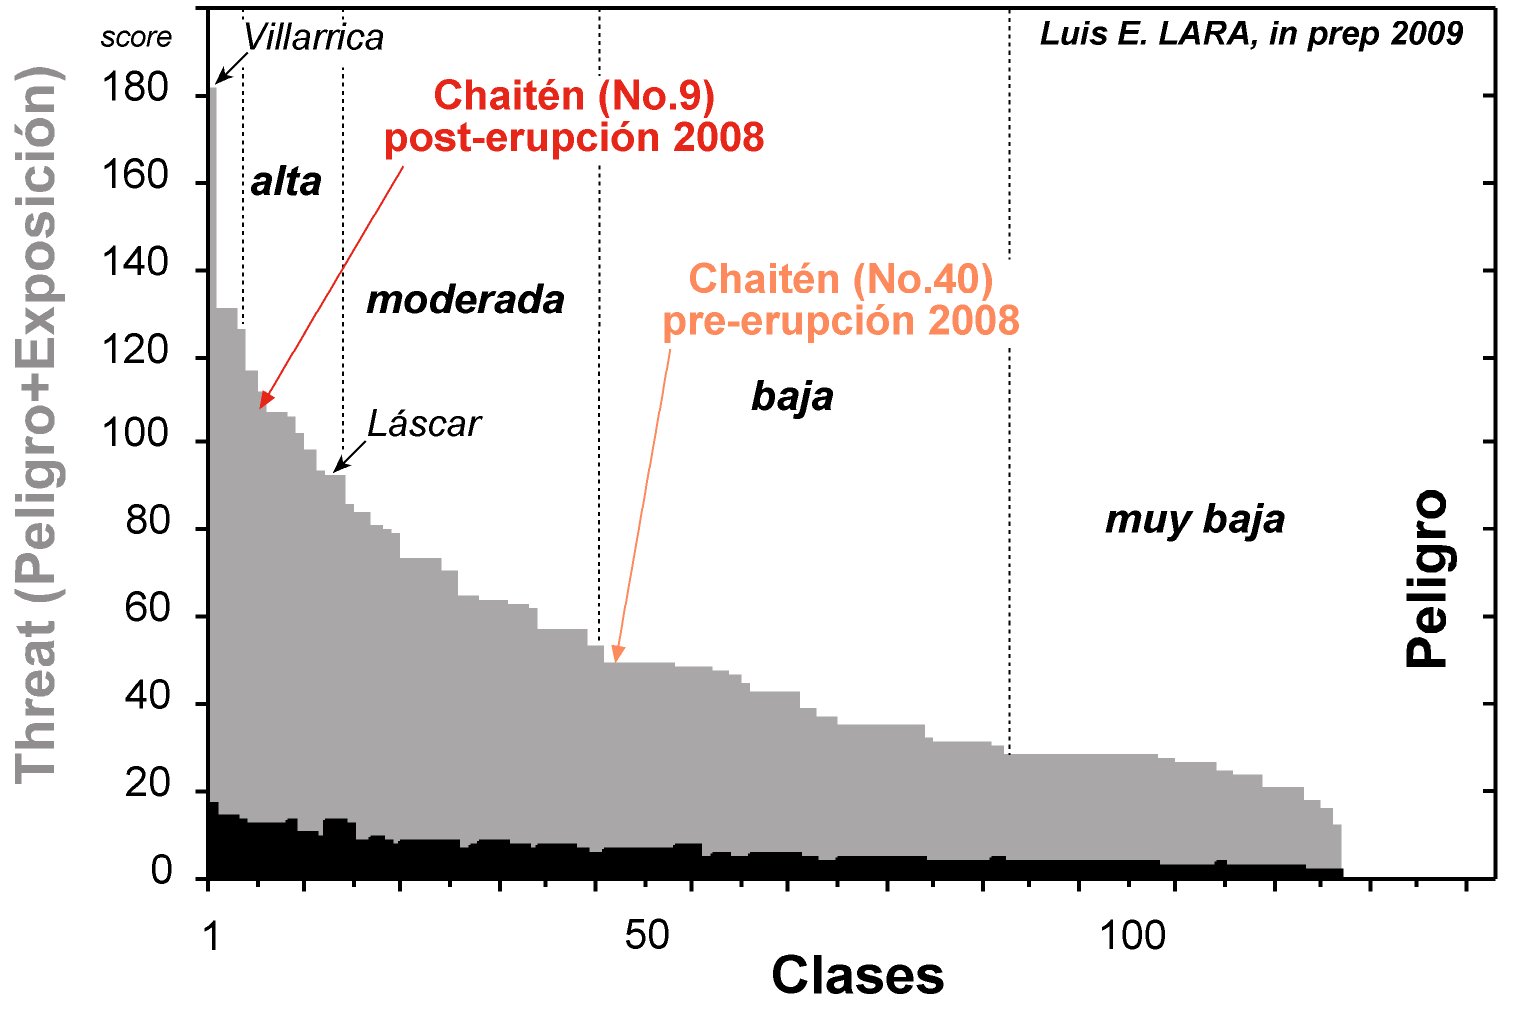 score
Villarrica
Luis E. LARA, in prep 2009
Threat (Peligro+Exposición)
180
160
140
120
100
80
60
40
20
0
Chaitén (No.9)
post-erupción 2008
alta
moderada
Láscar
Chaitén (No.40)
pre-erupción 2008
baja
muy baja
Peligro
1
50
100
Clases